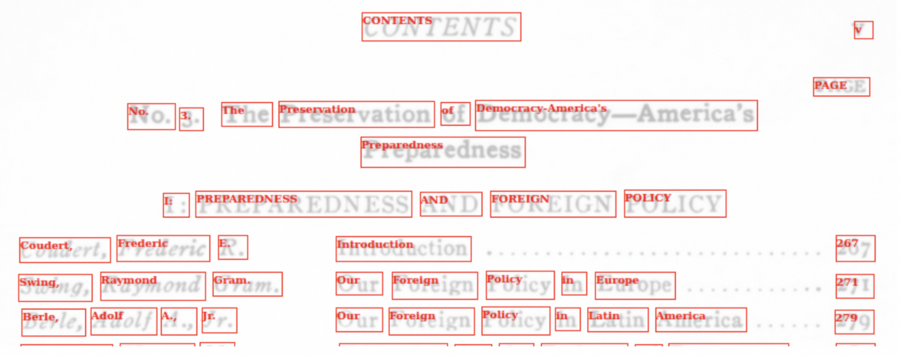 CONTENTS v
PAGE
No. 3. The Preservation of Democracy—America's
Preparedness
I: PREPAREDNESS AND FOREIGN POLICY
Coudert, Frederic R. Introduction .......................... 267
Swing, Raymond Gram. Our Foreign Policy in Europe ............ 271
Berle, Adolf A., Jr. Our Foreign Policy in Latin America ...... 279